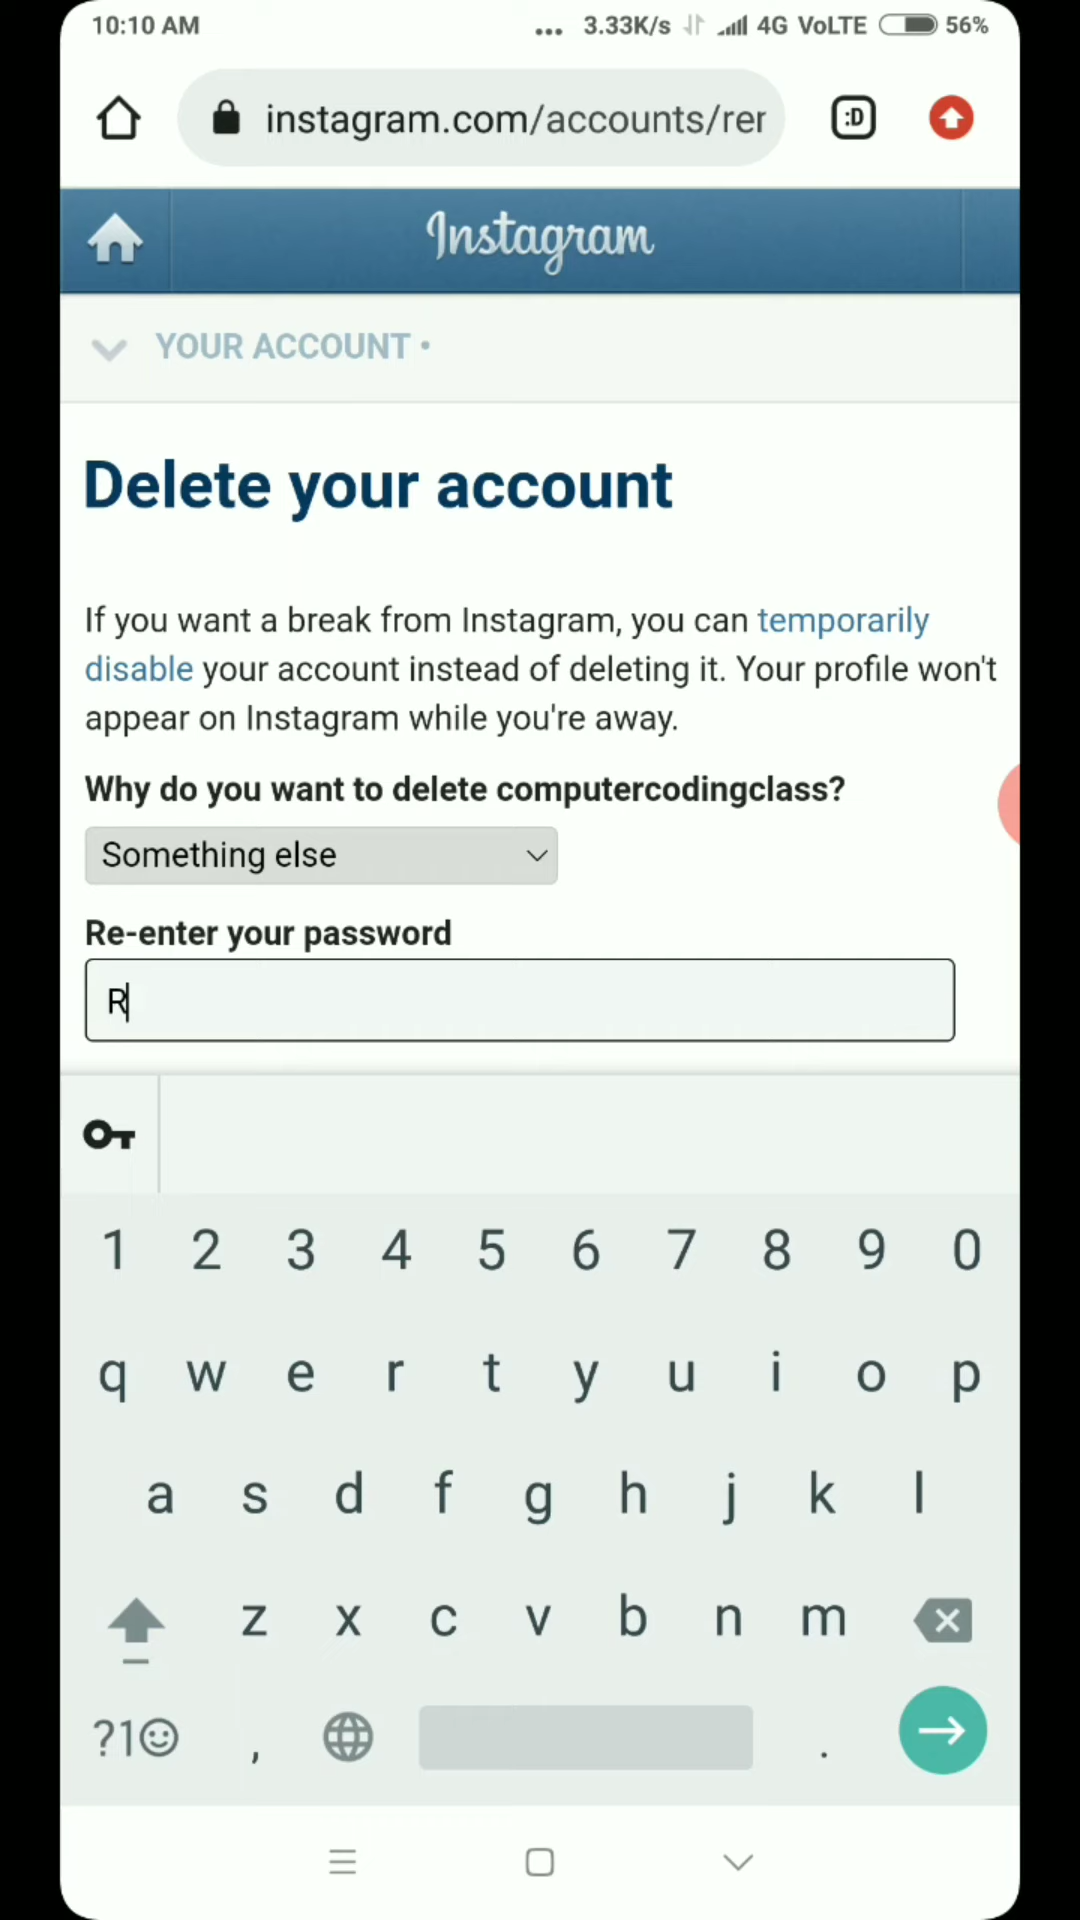 10:10 AM ... 3.33K/s 4G VoLTE 56%
instagram.com/accounts/rer :D
Instagram
YOUR ACCOUNT •
Delete your account
If you want a break from Instagram, you can temporarily
disable your account instead of deleting it. Your profile won't
appear on Instagram while you're away.
Why do you want to delete computercodingclass?
Something else
Re-enter your password
R
1 2 3 4 5 6 7 8 9 0
q w e r t y u i o p
a s d f g h j k l
z x c v b n m
?1☺ , .